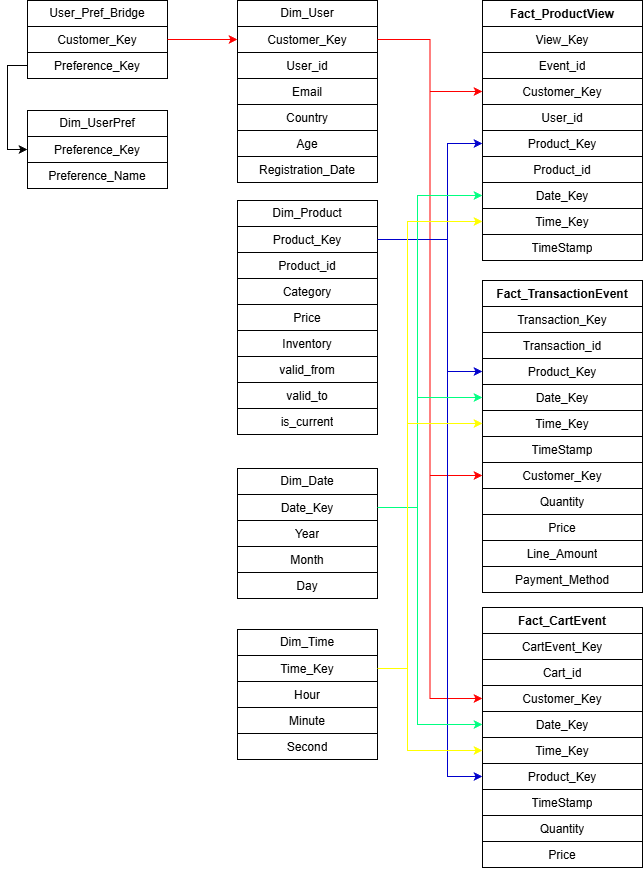 User_Pref_Bridge
Customer_Key
Preference_Key
Dim_UserPref
Preference_Key
Preference_Name
Dim_User
Customer_Key
User_id
Email
Country
Age
Registration_Date
Dim_Product
Product_Key
Product_id
Category
Price
Inventory
valid_from
valid_to
is_current
Dim_Date
Date_Key
Year
Month
Day
Dim_Time
Time_Key
Hour
Minute
Second
Fact_ProductView
View_Key
Event_id
Customer_Key
User_id
Product_Key
Product_id
Date_Key
Time_Key
TimeStamp
Fact_TransactionEvent
Transaction_Key
Transaction_id
Product_Key
Date_Key
Time_Key
TimeStamp
Customer_Key
Quantity
Price
Line_Amount
Payment_Method
Fact_CartEvent
CartEvent_Key
Cart_id
Customer_Key
Date_Key
Time_Key
Product_Key
TimeStamp
Quantity
Price